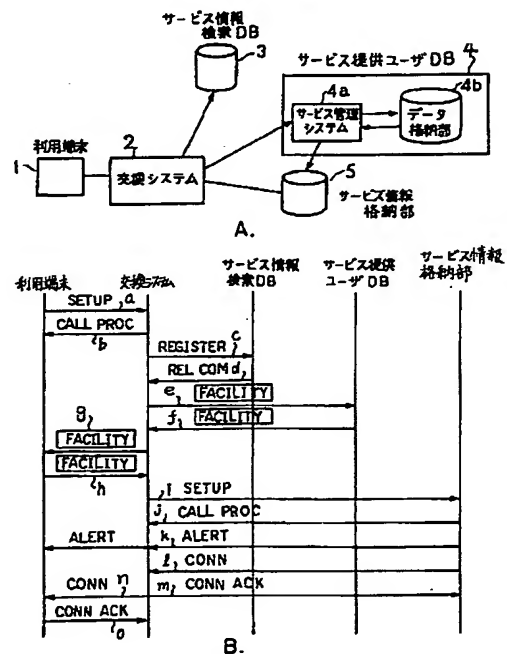 サービス情報
検索DB
3
サービス提供ユーザDB
4
4a
4b
サービス管理
システム
データ
格納部
利用端末
1
2
交換システム
5
サービス情報
格納部
A.
利用端末
交換システム
サービス情報
検索DB
サービス提供
ユーザDB
サービス情報
格納部
SETUP a
CALL PROC
b
REGISTER c
REL COM d
e FACILITY
f FACILITY
g
FACILITY
FACILITY
h
i SETUP
j CALL PROC
ALERT
k ALERT
l CONN
CONN n
m CONN ACK
CONN ACK
o
B.